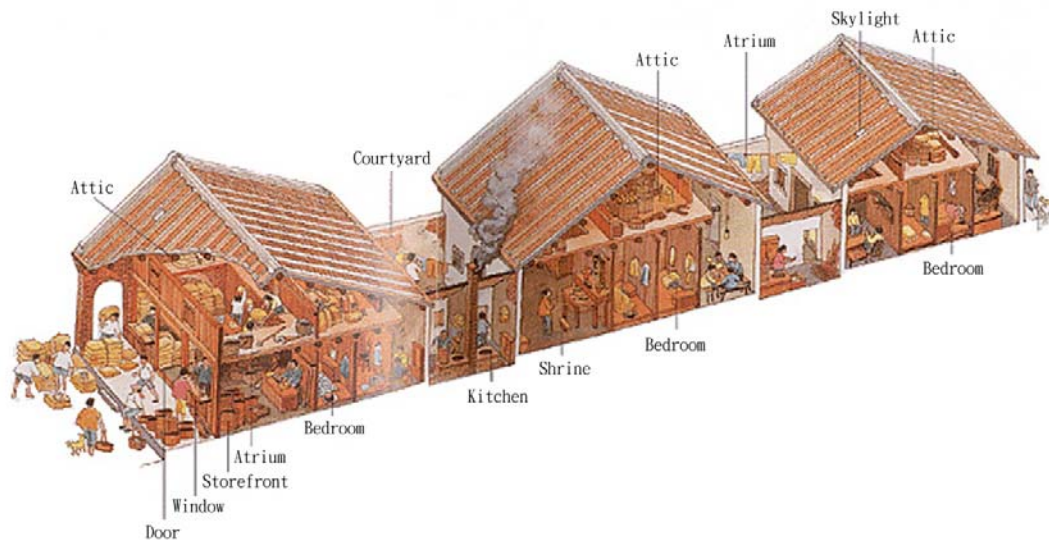 Skylight
Atrium
Attic
Attic
Courtyard
Attic
Bedroom
Bedroom
Shrine
Kitchen
Bedroom
Atrium
Storefront
Window
Door